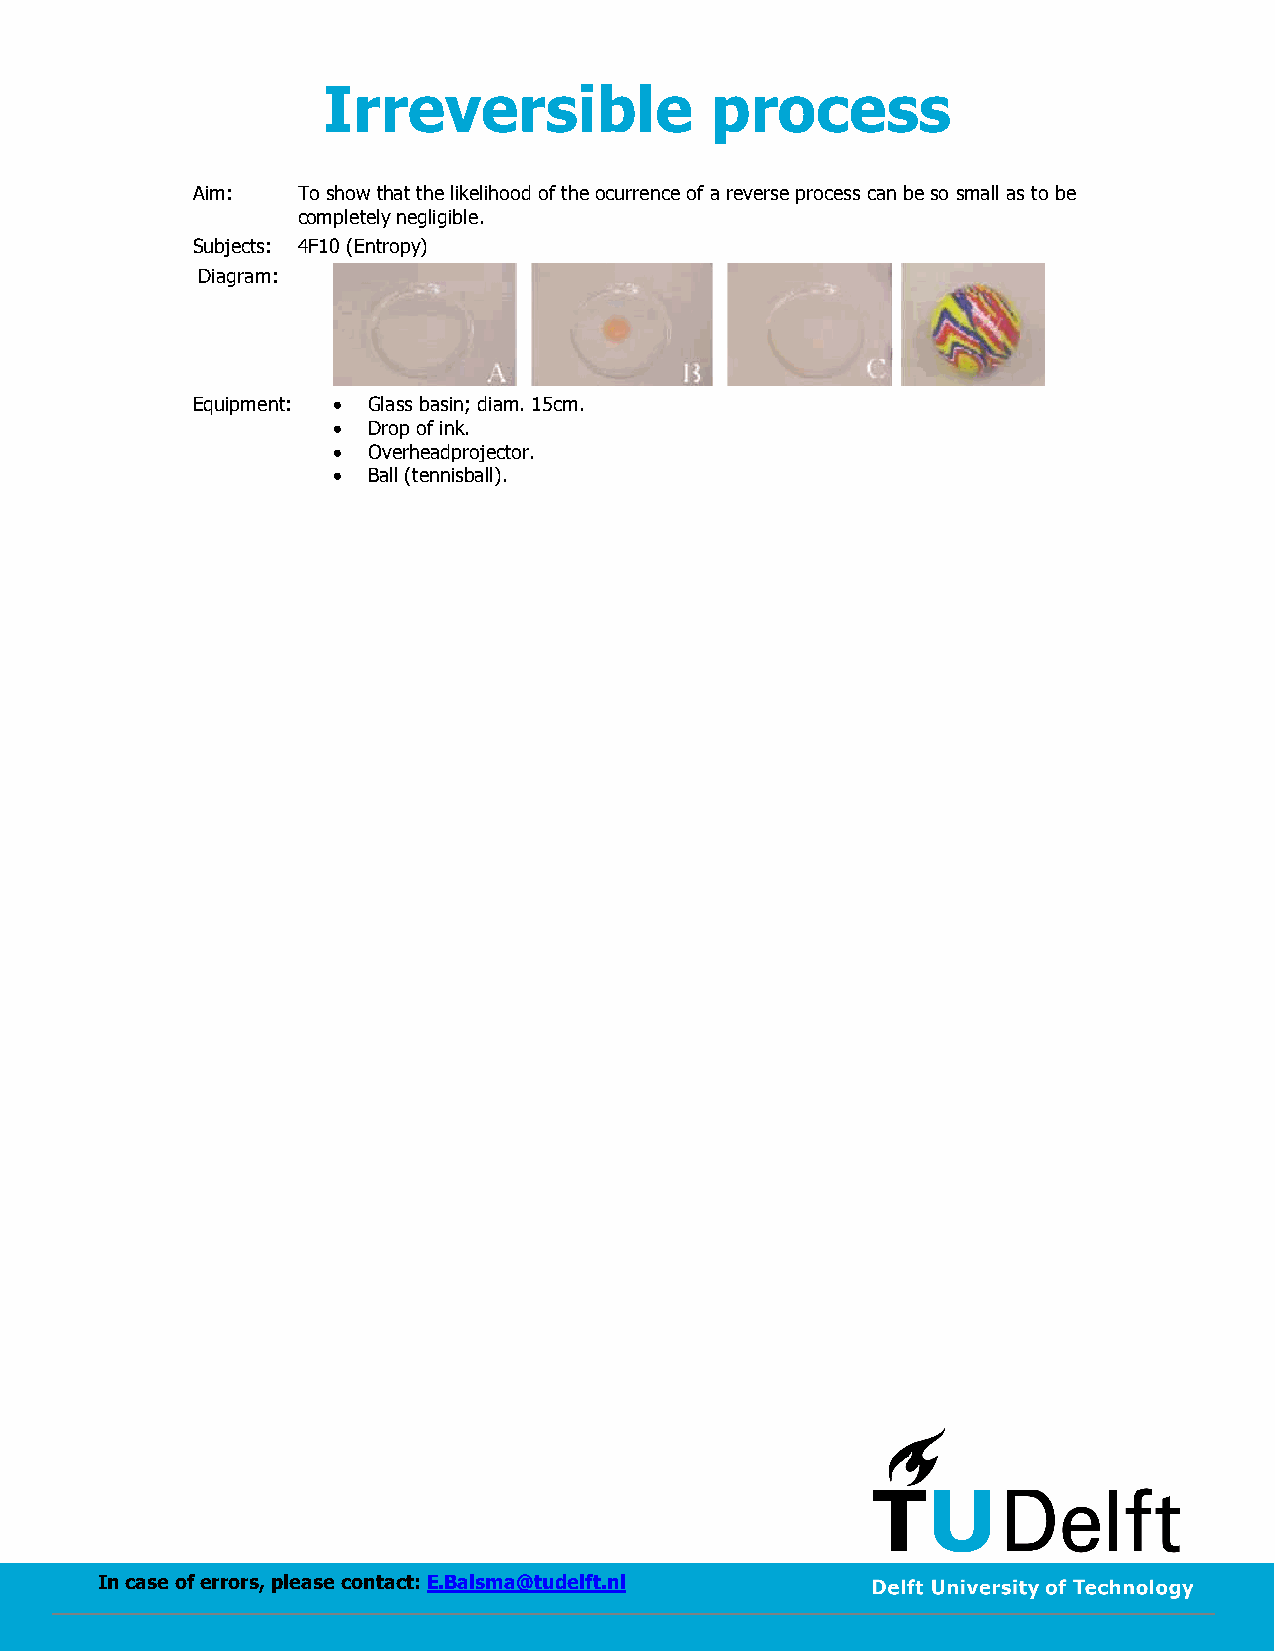 Irreversible process
Aim: To show that the likelihood of the ocurrence of a reverse process can be so small as to be
completely negligible.
Subjects: 4F10 (Entropy)
Diagram:
A B C
Equipment: • Glass basin; diam. 15cm.
• Drop of ink.
• Overheadprojector.
• Ball (tennisball).
TUDelft
In case of errors, please contact: E.Balsma@tudelft.nl
Delft University of Technology